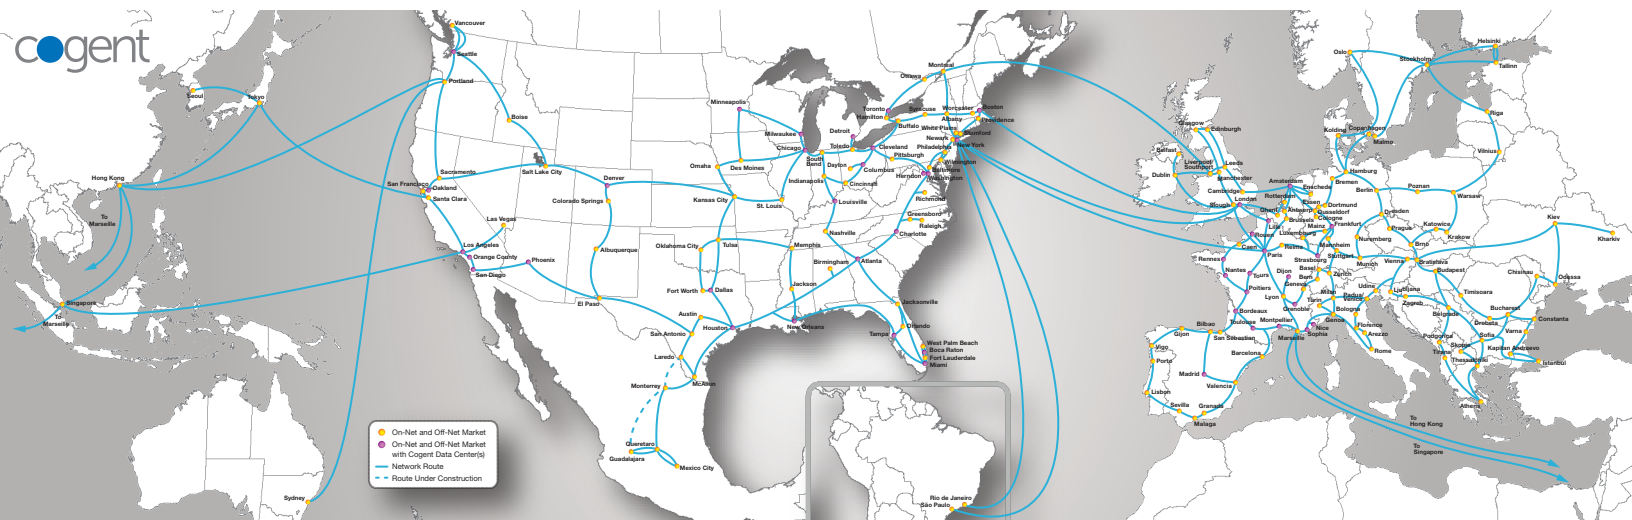 cogent
Vancouver
Seattle
Portland
Boise
Sacramento
San Francisco
Oakland
Santa Clara
Salt Lake City
Las Vegas
Los Angeles
Orange County
San Diego
Phoenix
Denver
Colorado Springs
Albuquerque
El Paso
Minneapolis
Milwaukee
Chicago
Omaha
Des Moines
Kansas City
St. Louis
Oklahoma City
Tulsa
Fort Worth
Dallas
Austin
San Antonio
Houston
Laredo
McAllen
Monterrey
Queretaro
Guadalajara
Mexico City
Memphis
Jackson
New Orleans
Birmingham
Atlanta
Nashville
Louisville
Indianapolis
South
Bend
Detroit
Toledo
Dayton
Cincinnati
Columbus
Cleveland
Pittsburgh
Ottawa
Montreal
Toronto
Hamilton
Buffalo
Syracuse
Albany
Worcester
Boston
Providence
White Plains
Stamford
Newark
New York
Philadelphia
Wilmington
Baltimore
Washington
Herndon
Richmond
Greensboro
Raleigh
Charlotte
Jacksonville
Orlando
Tampa
West Palm Beach
Boca Raton
Fort Lauderdale
Miami
Rio de Janeiro
São Paulo
Seoul
Tokyo
Hong Kong
To
Marseille
Singapore
To
Marseille
Sydney
On-Net and Off-Net Market
On-Net and Off-Net Market
with Cogent Data Center(s)
Network Route
Route Under Construction
Oslo
Stockholm
Helsinki
Tallinn
Riga
Vilnius
Kolding
Copenhagen
Malmo
Glasgow
Edinburgh
Belfast
Dublin
Liverpool/
Southport
Leeds
Manchester
Cambridge
London
Slough
Amsterdam
Rotterdam
Enschede
Essen
Dortmund
Dusseldorf
Cologne
Ghent
Antwerp
Brussels
Lille
Luxembourg
Mainz
Frankfurt
Hamburg
Bremen
Berlin
Poznan
Warsaw
Dresden
Prague
Katowice
Krakow
Brno
Nuremberg
Mannheim
Stuttgart
Strasbourg
Munich
Vienna
Bratislava
Budapest
Kiev
Kharkiv
Chisinau
Odessa
Rouen
Caen
Reims
Paris
Rennes
Nantes
Tours
Poitiers
Dijon
Basel
Bern
Zurich
Geneva
Lyon
Grenoble
Turin
Milan
Padua/
Venice
Bologna
Genoa
Udine
Ljubljana
Zagreb
Timisoara
Belgrade
Bucharest
Constanta
Drobeta
Varna
Sofia
Kapitan Andreevo
Istanbul
Podgorica
Skopje
Tirana
Thessaloniki
Athens
Florence
Arezzo
Rome
Bordeaux
Toulouse
Montpellier
Marseille
Nice
Sophia
Bilbao
Gijon
San Sebastian
Vigo
Porto
Barcelona
Madrid
Valencia
Lisbon
Sevilla
Granada
Malaga
To
Hong Kong
To
Singapore